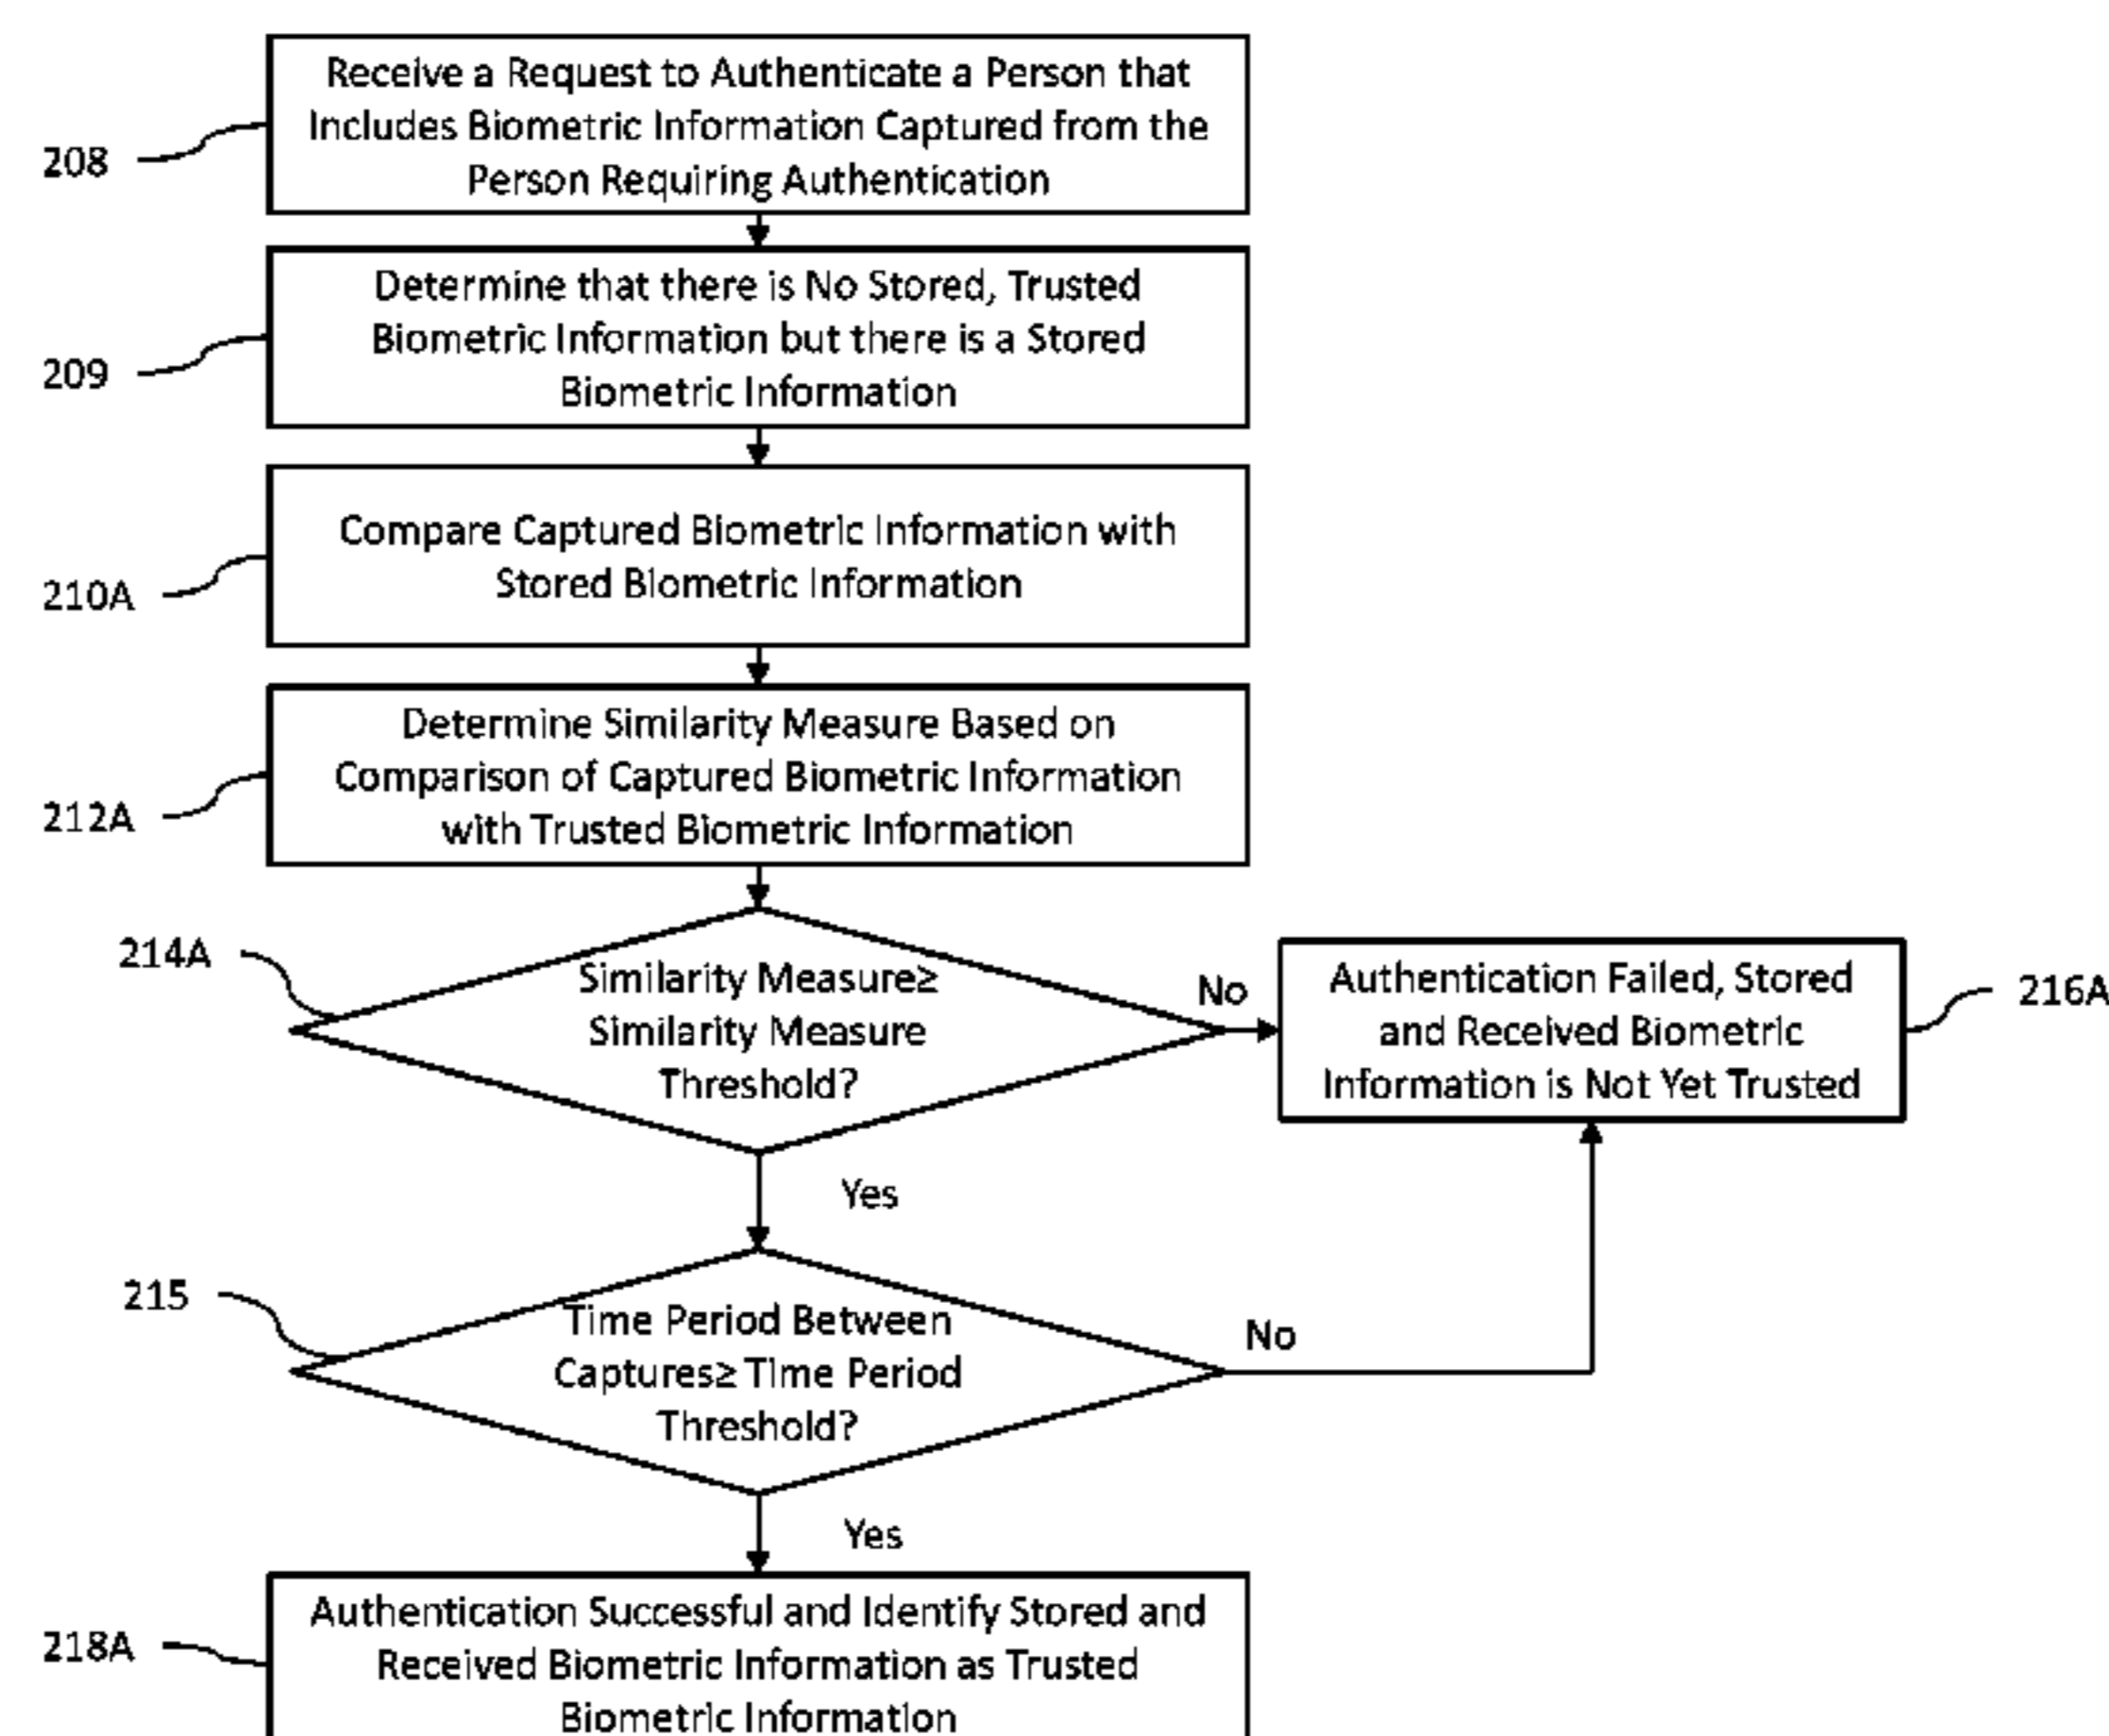 Receive a Request to Authenticate a Person that
Includes Biometric Information Captured from the
Person Requiring Authentication
208
Determine that there is No Stored, Trusted
Biometric Information but there is a Stored
Biometric Information
209
Compare Captured Biometric Information with
Stored Biometric Information
210A
Determine Similarity Measure Based on
Comparison of Captured Biometric Information
with Trusted Biometric Information
212A
214A
Similarity Measure≥
Similarity Measure
Threshold?
No
Authentication Failed, Stored
and Received Biometric
Information is Not Yet Trusted
216A
Yes
215
Time Period Between
Captures≥ Time Period
Threshold?
No
Yes
Authentication Successful and Identify Stored and
Received Biometric Information as Trusted
Biometric Information
218A